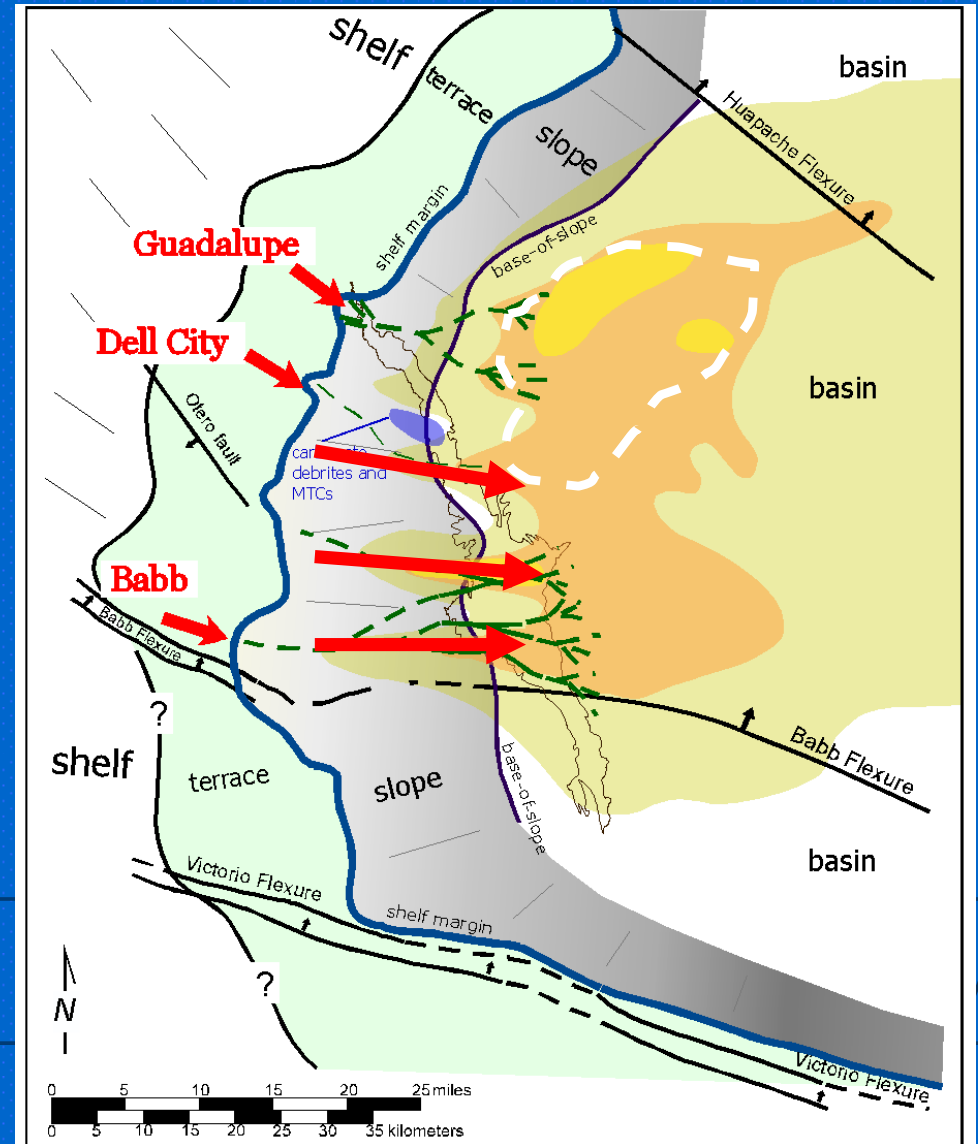 shelf
terrace
basin
slope
Huapache Flexure
shelf margin
base-of-slope
Guadalupe
Dell City
basin
Otero fault
debrites and
MTCs
Babb
Babb Flexure
?
shelf
terrace
slope
base-of-slope
Babb Flexure
basin
Victorio Flexure
shelf margin
?
N
Victorio Flexure
0 5 10 15 20 25 miles
0 5 10 15 20 25 30 35 kilometers